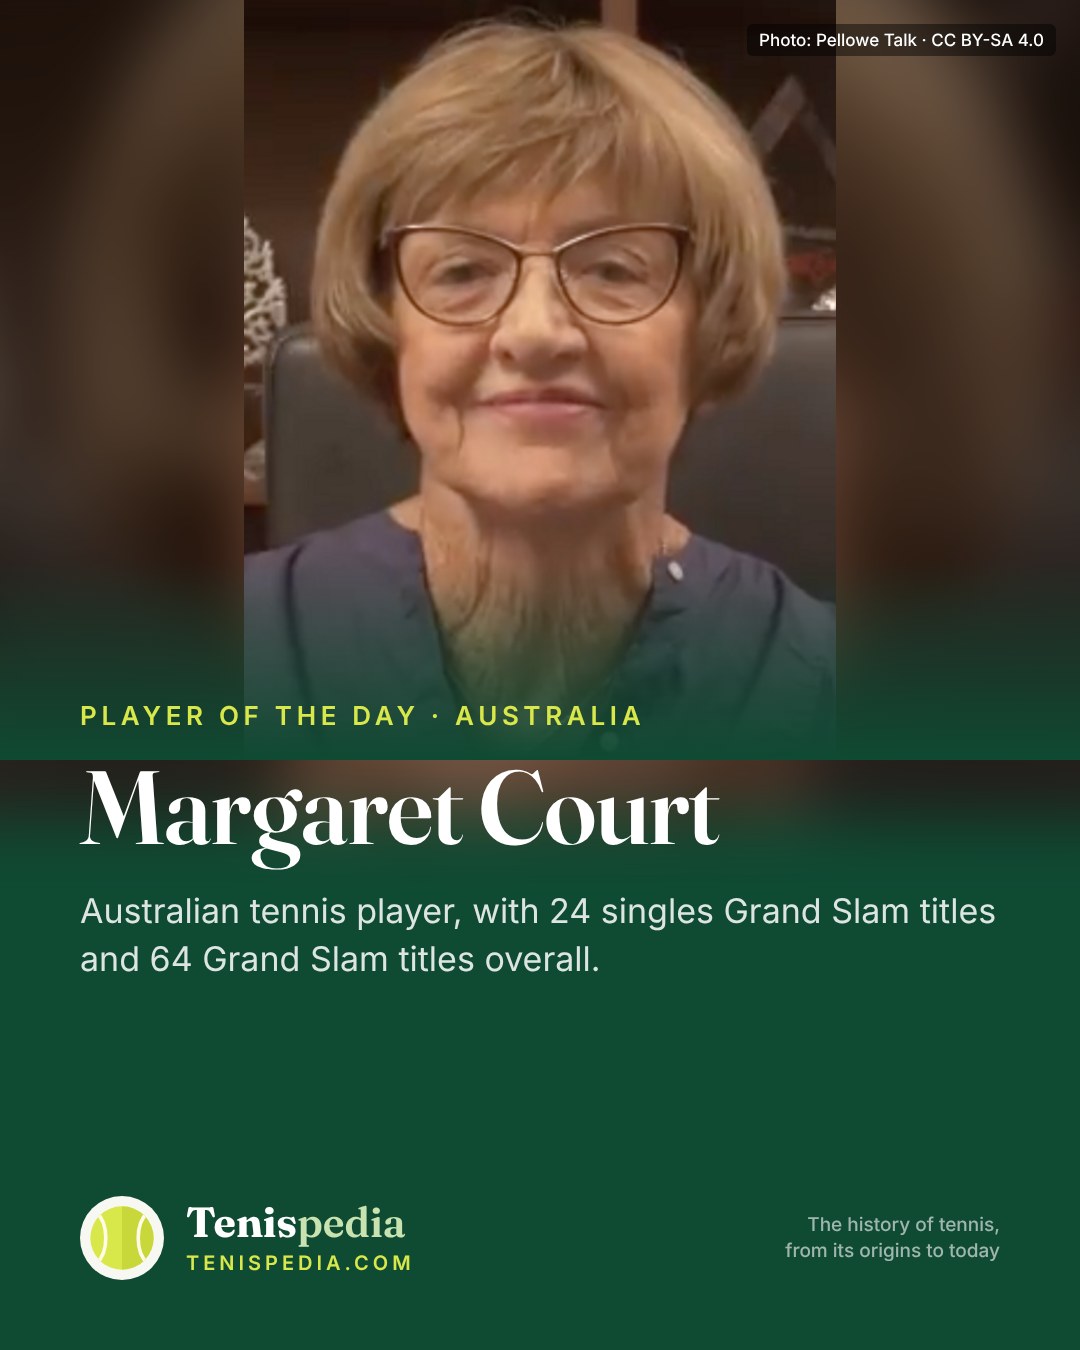 Photo: Pellowe Talk · CC BY-SA 4.0
PLAYER OF THE DAY · AUSTRALIA
Margaret Court
Australian tennis player, with 24 singles Grand Slam titles
and 64 Grand Slam titles overall.
Tenispedia
TENISPEDIA.COM
The history of tennis,
from its origins to today